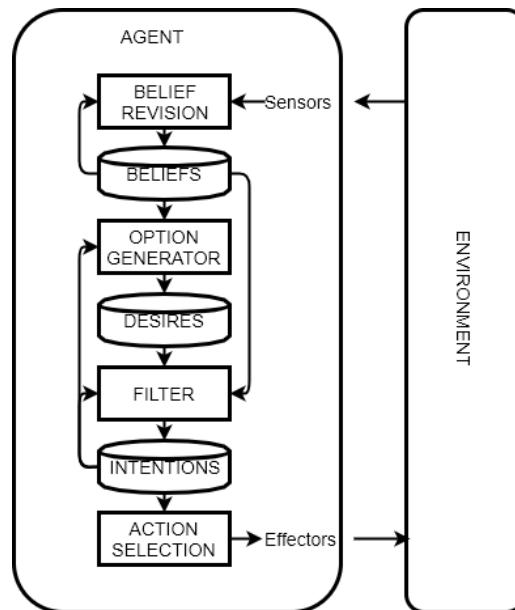 AGENT
BELIEF
REVISION
Sensors
BELIEFS
OPTION
GENERATOR
DESIRES
FILTER
INTENTIONS
ACTION
SELECTION
Effectors
ENVIRONMENT